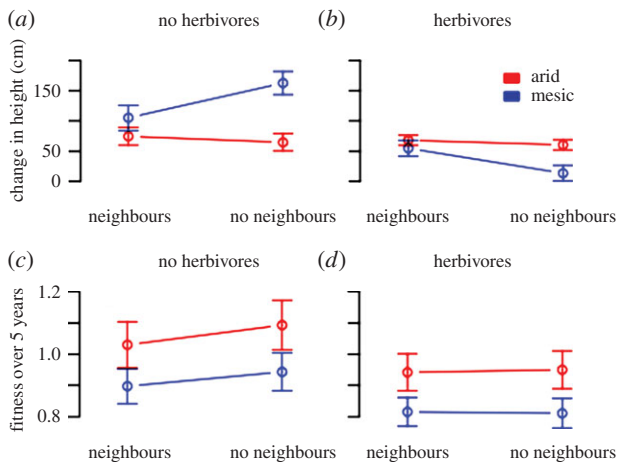 (a) no herbivores
(b) herbivores
change in height (cm)
150
50
0
arid
mesic
neighbours no neighbours
neighbours no neighbours
(c) no herbivores
(d) herbivores
fitness over 5 years
1.2
1.0
0.8
neighbours no neighbours
neighbours no neighbours